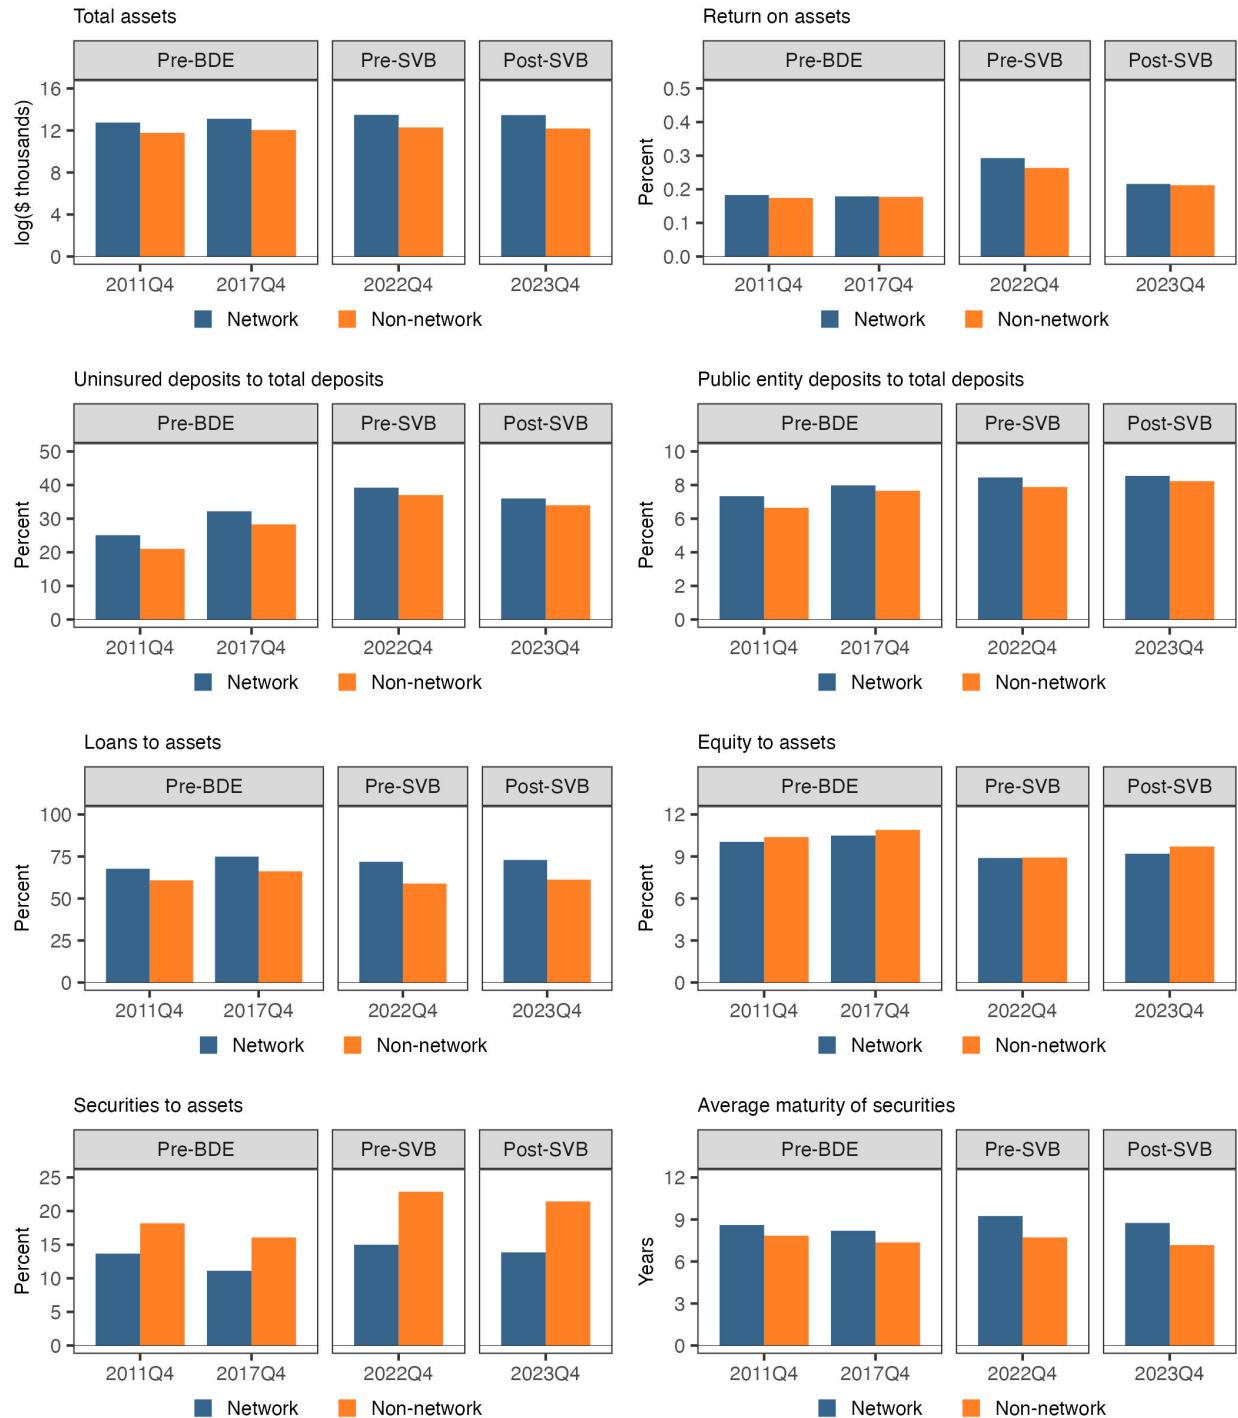 Total assets
Pre-BDE
Pre-SVB
Post-SVB
log($ thousands)
16
12
8
4
0
2011Q4
2017Q4
2022Q4
2023Q4
Network
Non-network
Return on assets
Pre-BDE
Pre-SVB
Post-SVB
Percent
0.5
0.4
0.3
0.2
0.1
0.0
2011Q4
2017Q4
2022Q4
2023Q4
Network
Non-network
Uninsured deposits to total deposits
Pre-BDE
Pre-SVB
Post-SVB
Percent
50
40
30
20
10
0
2011Q4
2017Q4
2022Q4
2023Q4
Network
Non-network
Public entity deposits to total deposits
Pre-BDE
Pre-SVB
Post-SVB
Percent
10
8
6
4
2
0
2011Q4
2017Q4
2022Q4
2023Q4
Network
Non-network
Loans to assets
Pre-BDE
Pre-SVB
Post-SVB
Percent
100
75
50
25
0
2011Q4
2017Q4
2022Q4
2023Q4
Network
Non-network
Equity to assets
Pre-BDE
Pre-SVB
Post-SVB
Percent
12
9
6
3
0
2011Q4
2017Q4
2022Q4
2023Q4
Network
Non-network
Securities to assets
Pre-BDE
Pre-SVB
Post-SVB
Percent
25
20
15
10
5
0
2011Q4
2017Q4
2022Q4
2023Q4
Network
Non-network
Average maturity of securities
Pre-BDE
Pre-SVB
Post-SVB
Years
12
9
6
3
0
2011Q4
2017Q4
2022Q4
2023Q4
Network
Non-network